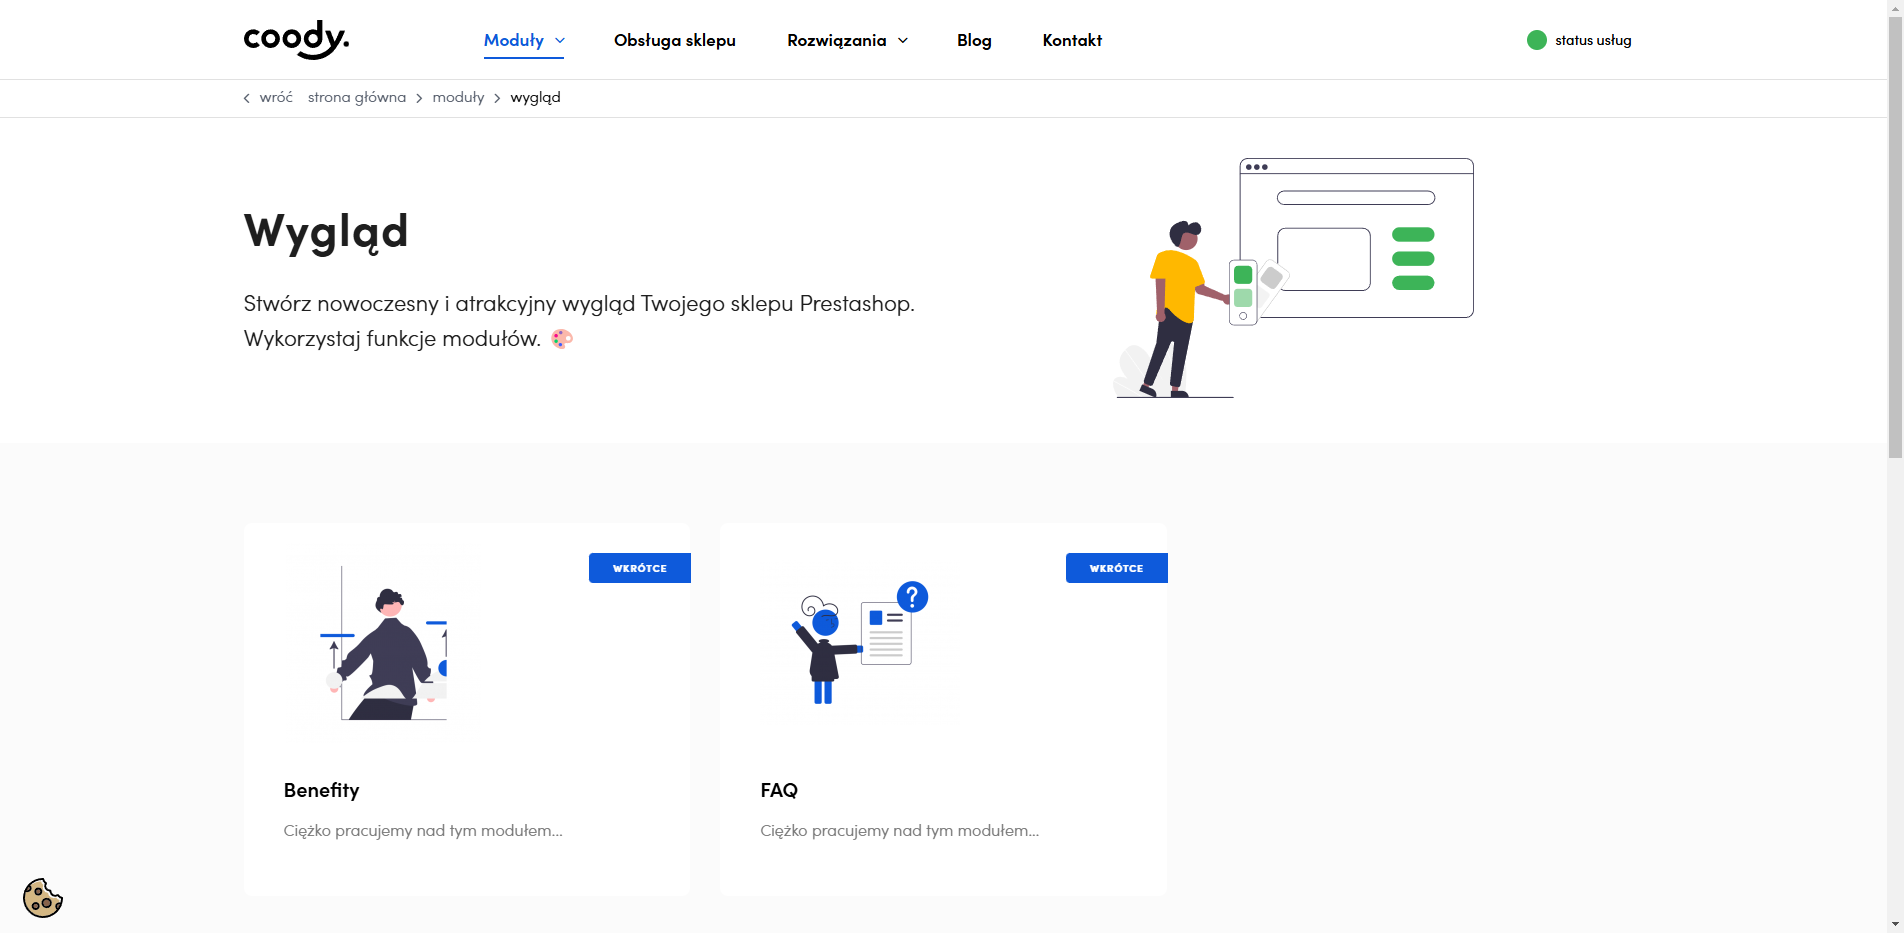 coody.
Moduły
Obsługa sklepu
Rozwiązania
Blog
Kontakt
status usług
wróć strona główna moduły wygląd
Wygląd
Stwórz nowoczesny i atrakcyjny wygląd Twojego sklepu Prestashop.
Wykorzystaj funkcje modułów.
WKRÓTCE
Benefity
Ciężko pracujemy nad tym modułem...
WKRÓTCE
?
FAQ
Ciężko pracujemy nad tym modułem...